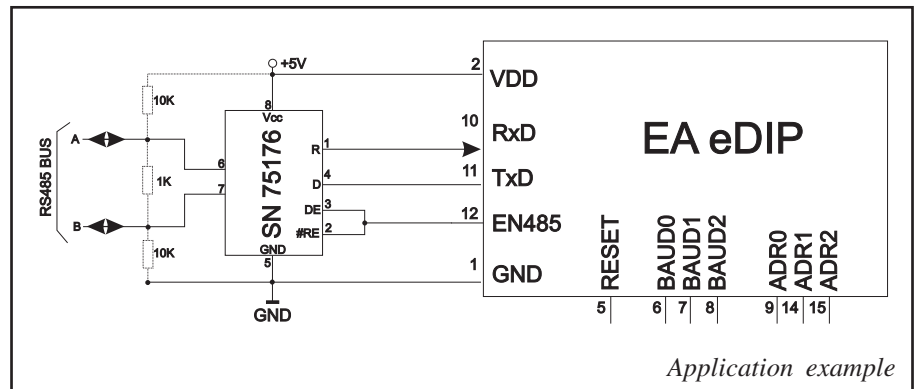 +5V
2
VDD
10K
8
Vcc
10
RxD
EA eDIP
A
R
1
6
11
TxD
RS485 BUS
1K
SN 75176
D
4
7
DE
3
12
EN485
B
#RE
2
10K
GND
5
1
GND
GND
RESET
BAUD0
BAUD1
BAUD2
ADR0
ADR1
ADR2
5
6
7
8
9
14
15
Application example